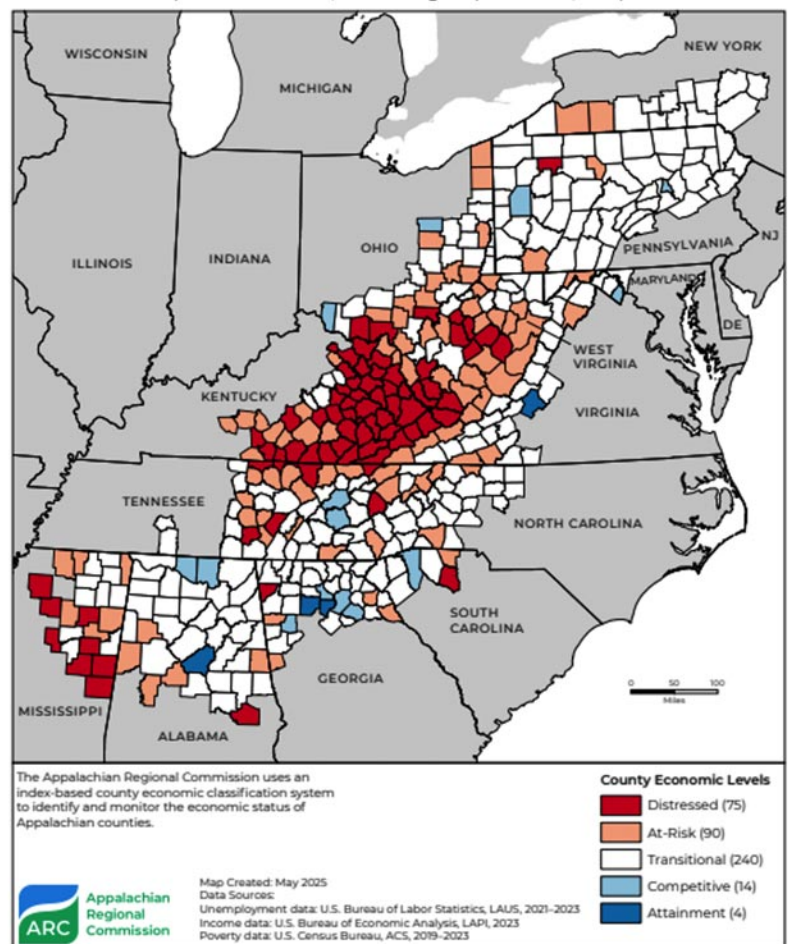 WISCONSIN
NEW YORK
MICHIGAN
ILLINOIS
INDIANA
OHIO
PENNSYLVANIA
NJ
MARYLAND
DE
WEST
VIRGINIA
KENTUCKY
VIRGINIA
TENNESSEE
NORTH CAROLINA
SOUTH
CAROLINA
GEORGIA
MISSISSIPPI
ALABAMA
0 50 100
Miles
The Appalachian Regional Commission uses an
index-based county economic classification system
to identify and monitor the economic status of
Appalachian counties.
County Economic Levels
Distressed (75)
At-Risk (90)
Transitional (240)
Competitive (14)
Attainment (4)
ARC
Appalachian
Regional
Commission
Map Created: May 2025
Data Sources:
Unemployment data: U.S. Bureau of Labor Statistics, LAUS, 2021–2023
Income data: U.S. Bureau of Economic Analysis, LAPI, 2023
Poverty data: U.S. Census Bureau, ACS, 2019–2023